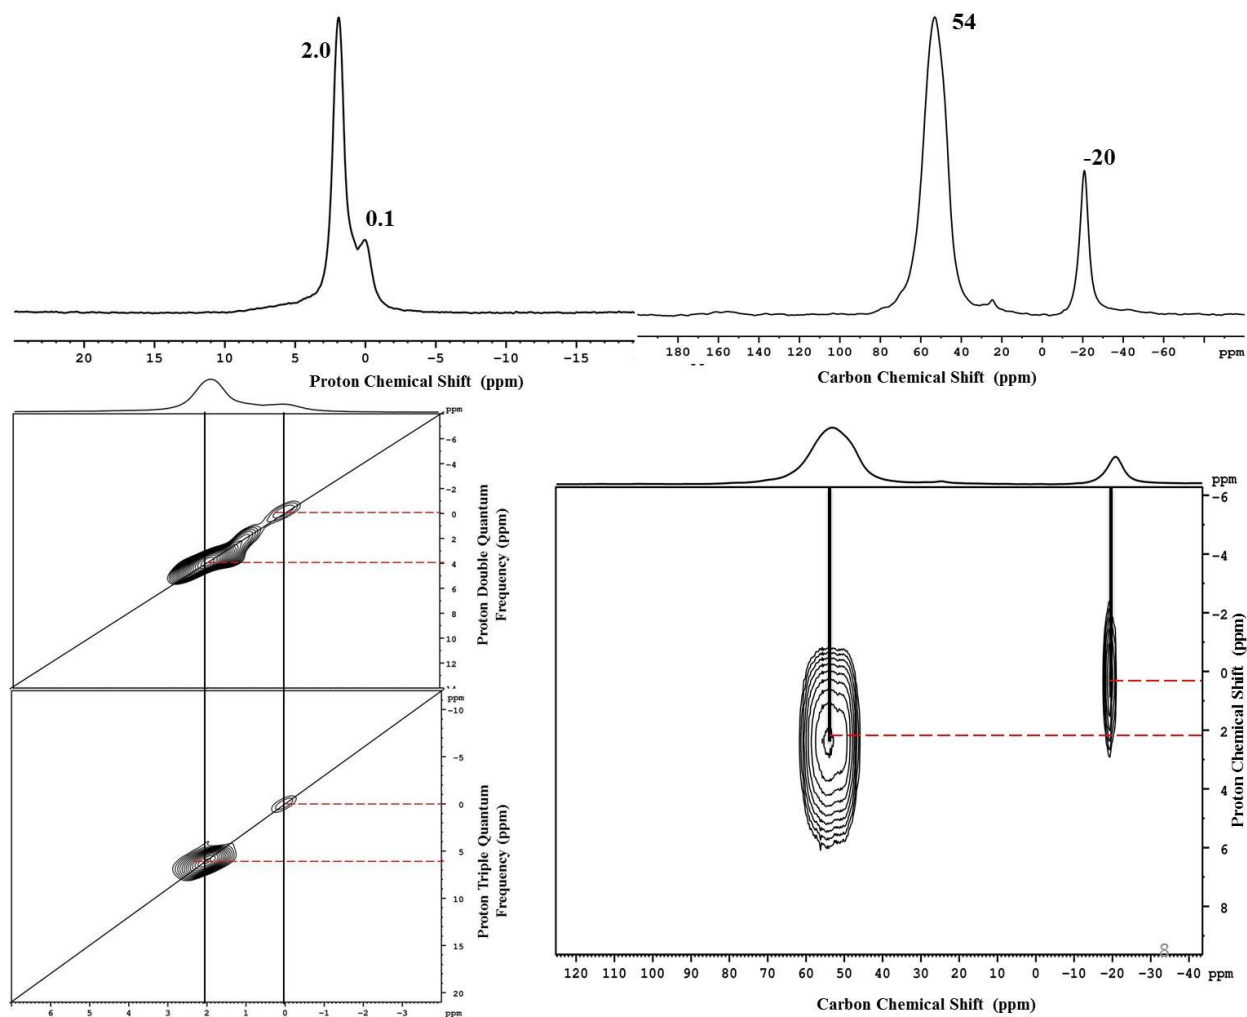 2.0
0.1
20 15 10 5 0 -5 -10 -15
Proton Chemical Shift (ppm)
54
-20
180 160 140 120 100 80 60 40 20 0 -20 -40 -60 ppm
--
Carbon Chemical Shift (ppm)
ppm
-6
-4
-2
0
2
4
6
8
10
12
14
Proton Double Quantum
Frequency (ppm)
ppm
-10
-5
0
5
10
15
20
Proton Triple Quantum
Frequency (ppm)
6 5 4 3 2 1 0 -1 -2 -3 ppm
ppm
-6
-4
-2
0
2
4
6
8
Proton Chemical Shift (ppm)
8
120 110 100 90 80 70 60 50 40 30 20 10 0 -10 -20 -30 -40 ppm
Carbon Chemical Shift (ppm)